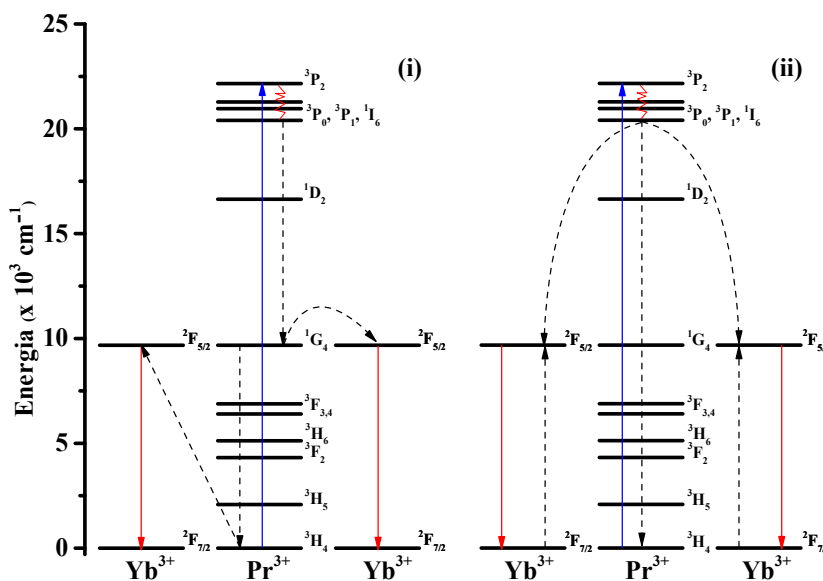 Energia (x 10³ cm⁻¹)
25
20
15
10
5
0
(i)
³P₂
³P₀, ³P₁, ¹I₆
¹D₂
²F₅/₂
¹G₄
²F₅/₂
³F₃,₄
³H₆
³F₂
³H₅
²F₇/₂
³H₄
²F₇/₂
Yb³⁺
Pr³⁺
Yb³⁺
(ii)
³P₂
³P₀, ³P₁, ¹I₆
¹D₂
²F₅/₂
¹G₄
²F₅/
³F₃,₄
³H₆
³F₂
³H₅
²F₇/₂
³H₄
²F₇/
Yb³⁺
Pr³⁺
Yb³⁺